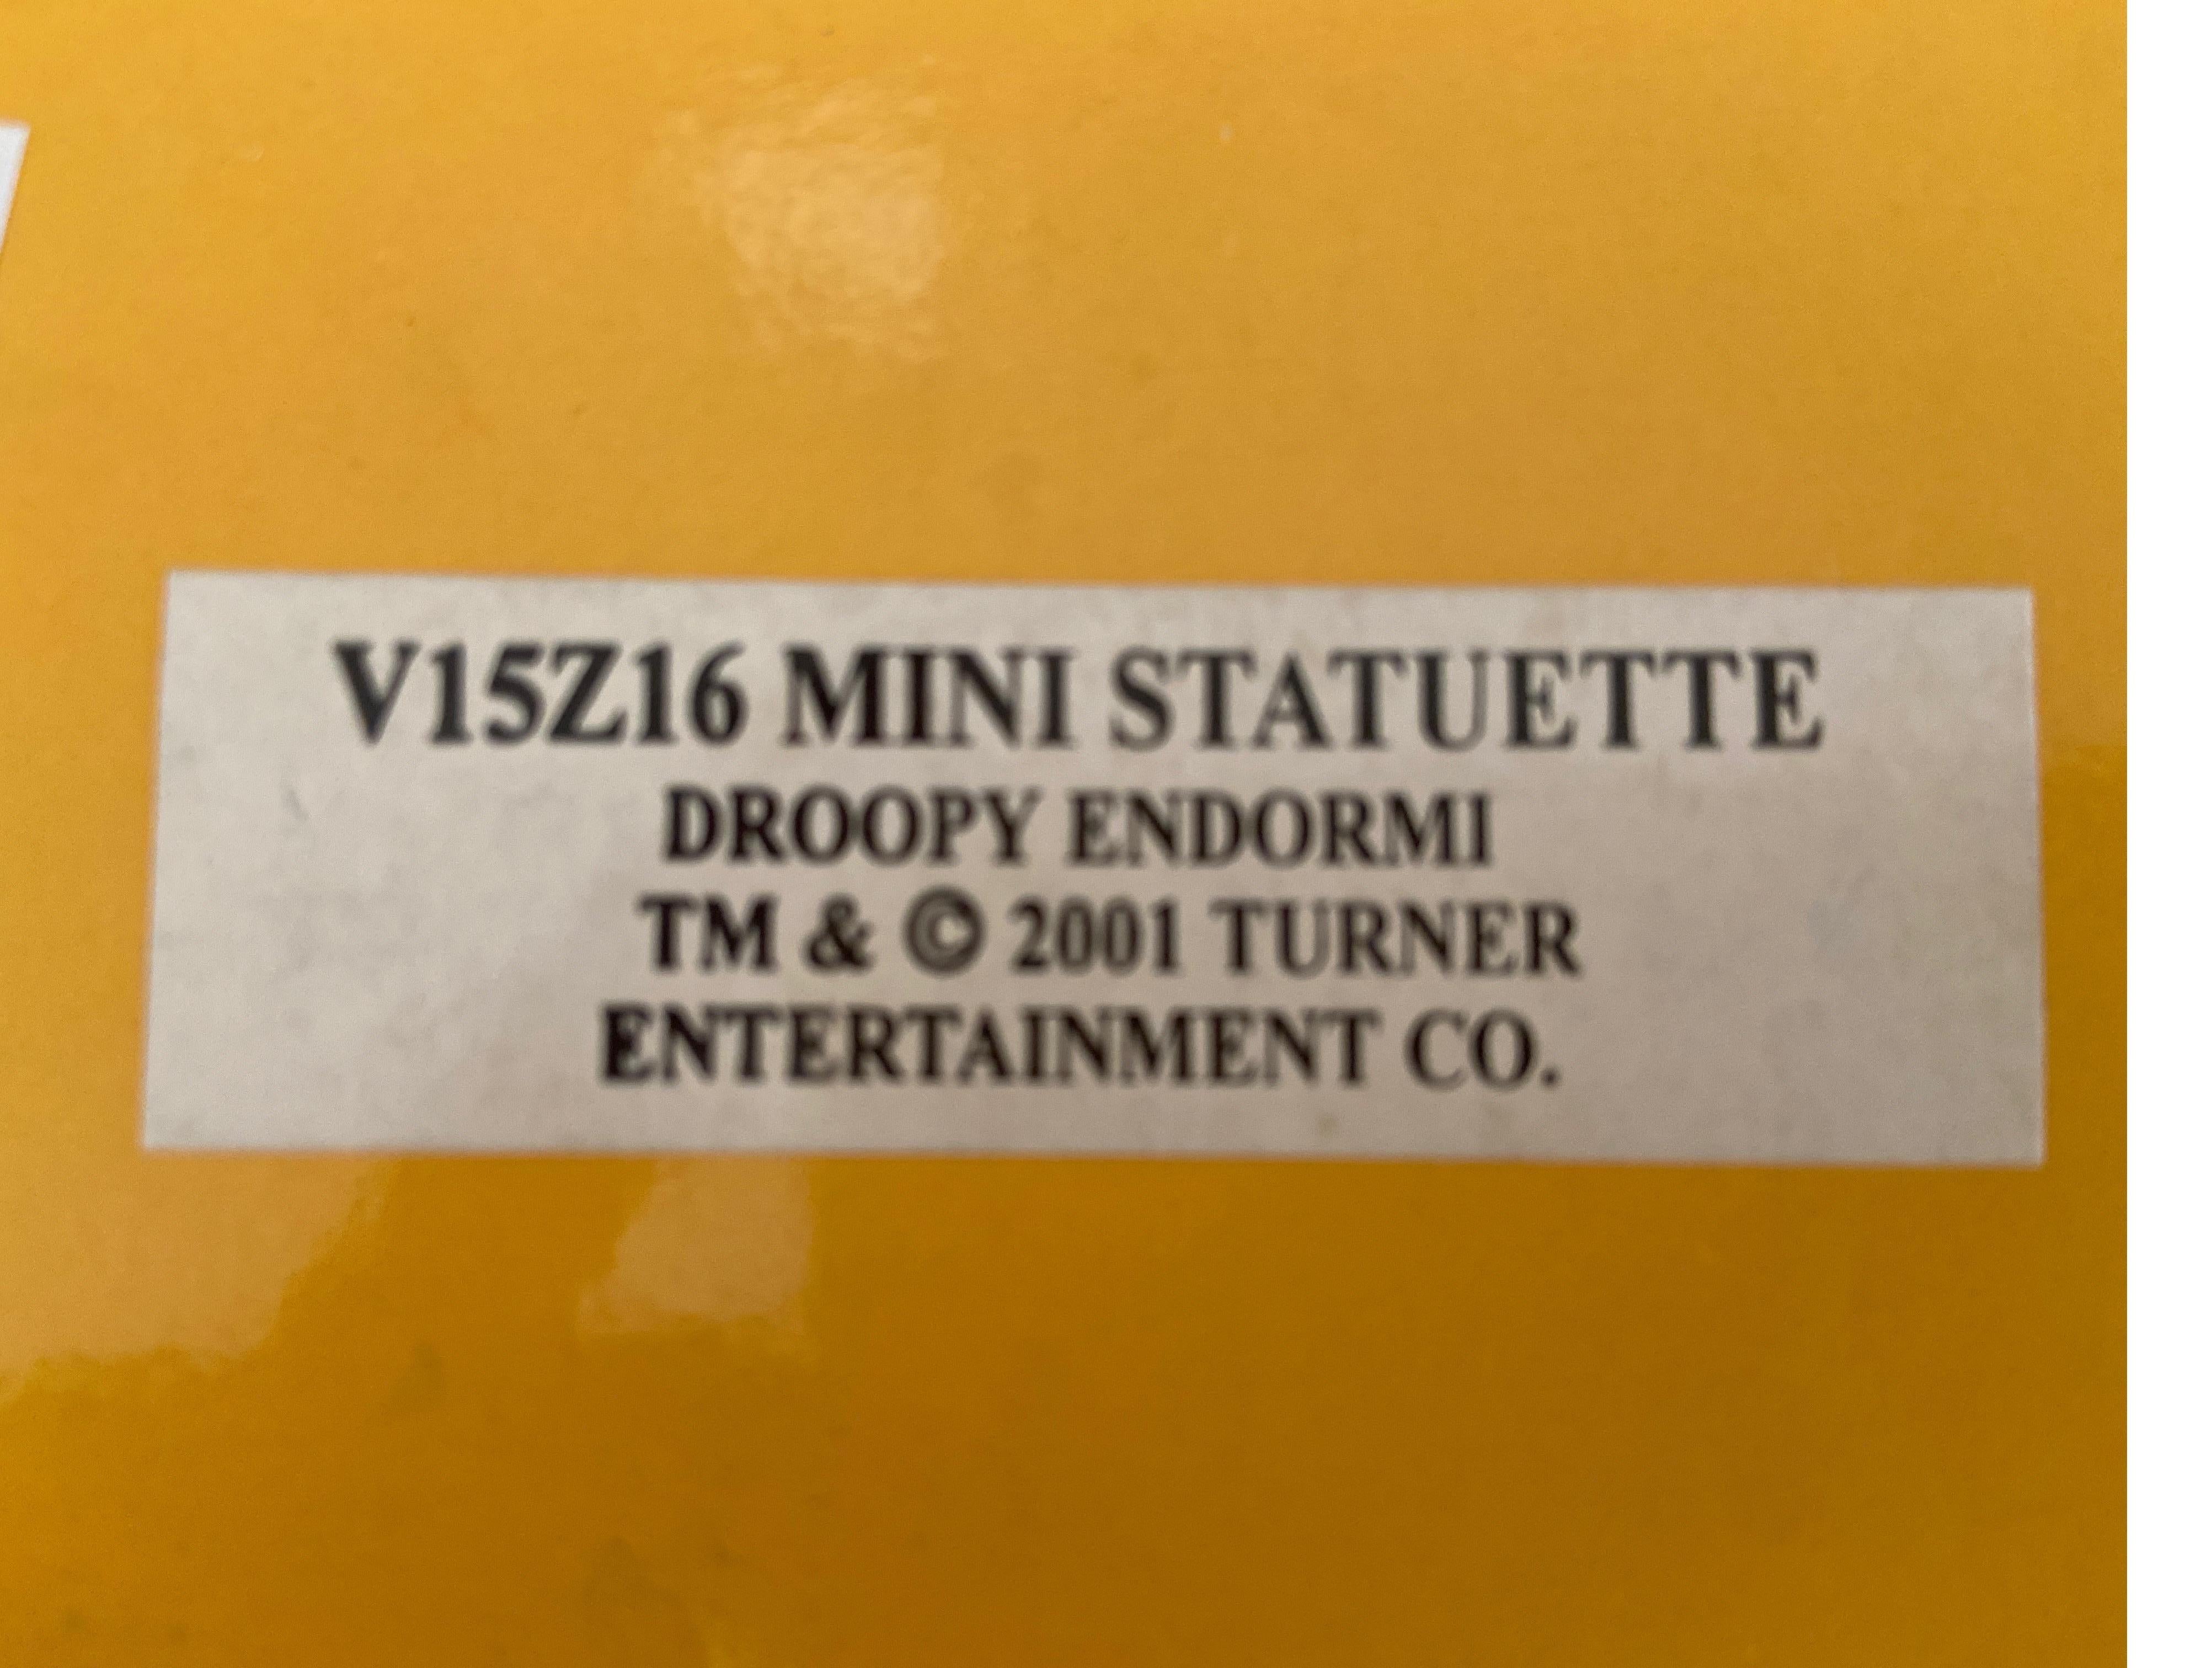 V15Z16 MINI STATUETTE
DROOPY ENDORMI
TM & © 2001 TURNER
ENTERTAINMENT CO.